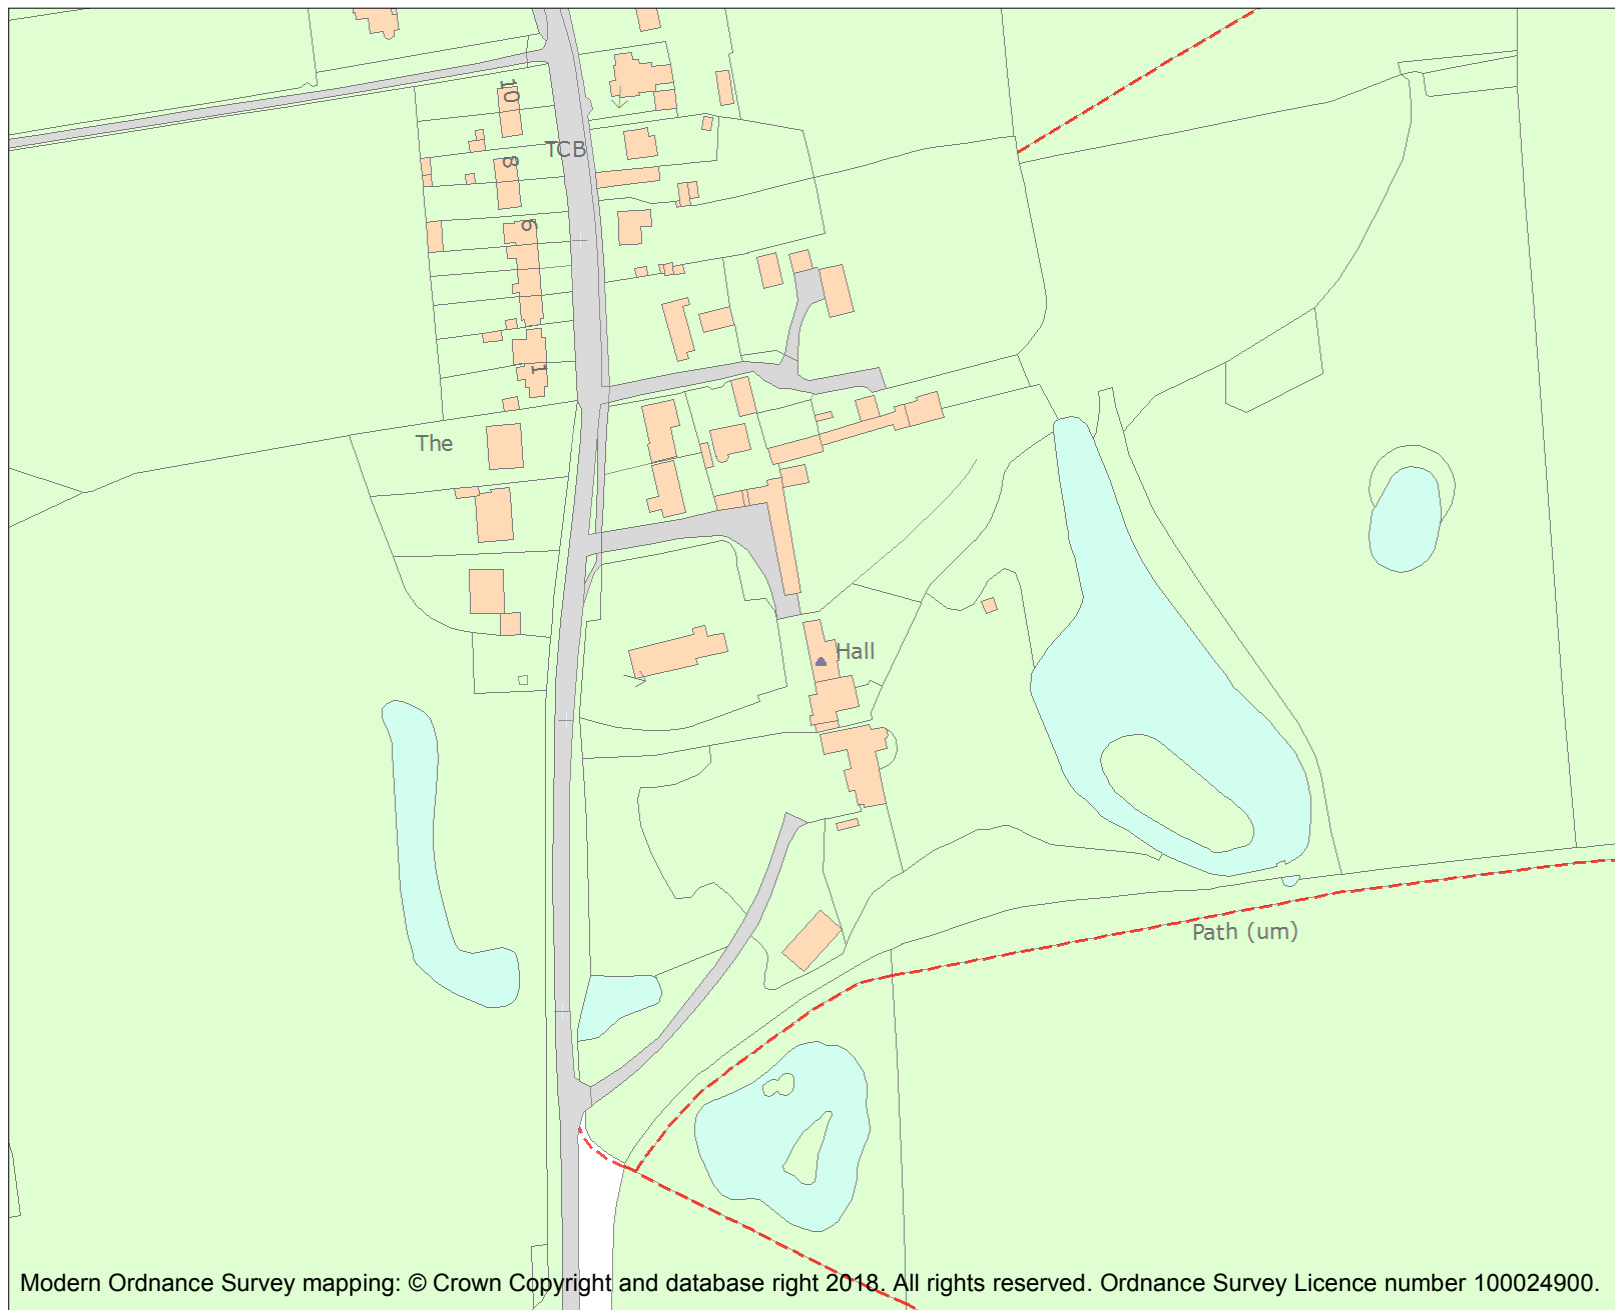 10
TCB
8
6
1
The
Hall
Path (um)
Modern Ordnance Survey mapping: © Crown Copyright and database right 2018. All rights reserved. Ordnance Survey Licence number 100024900.